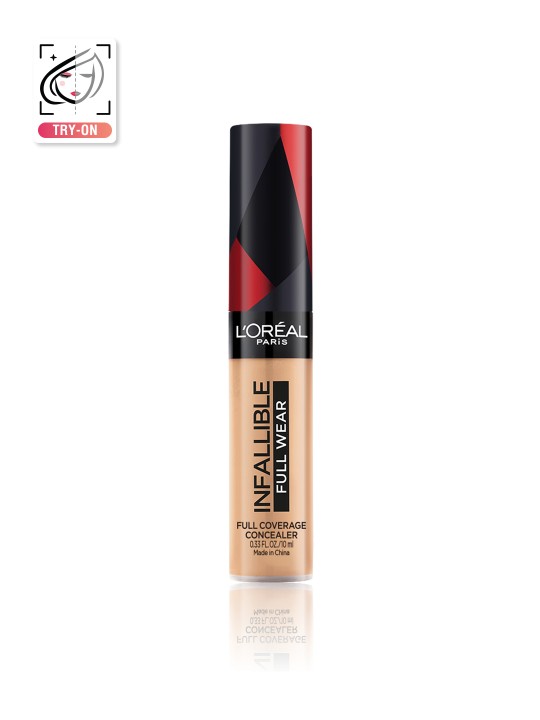 TRY-ON
L'ORÉAL
PARiS
INFALLIBLE
FULL WEAR
FULL COVERAGE
CONCEALER
0.33 FL.OZ./10 ml
Made in China